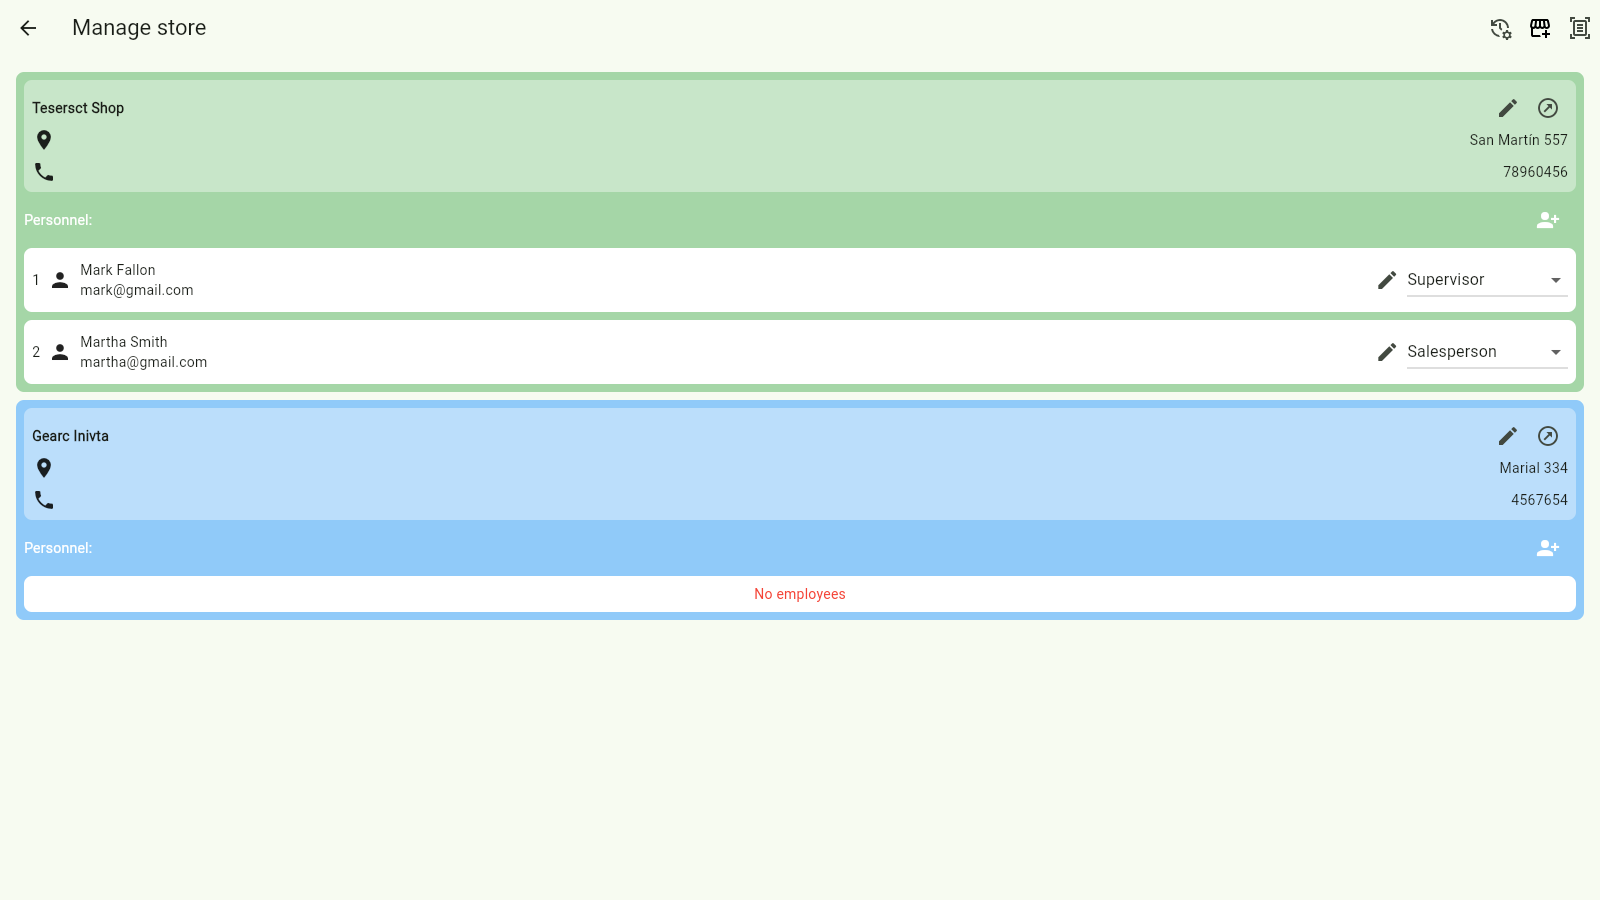 Manage store
Tesersct Shop
San Martín 557
78960456
Personnel:
1
Mark Fallon
mark@gmail.com
Supervisor
2
Martha Smith
martha@gmail.com
Salesperson
Gearc Inivta
Marial 334
4567654
Personnel:
No employees